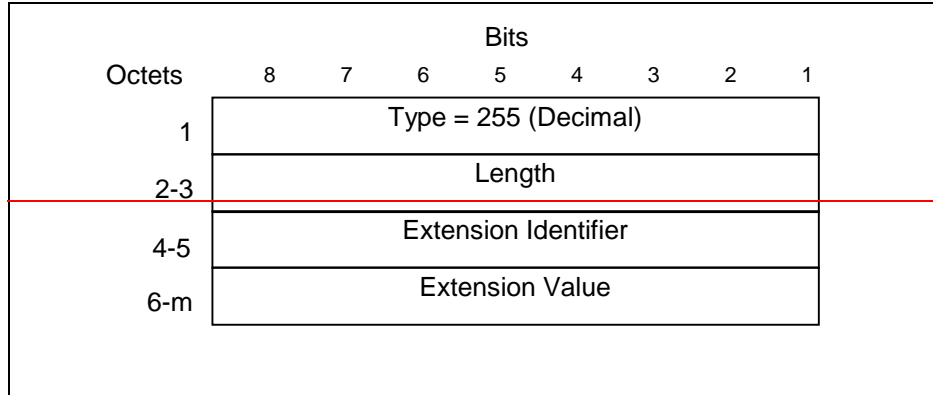 Bits
Octets 8 7 6 5 4 3 2 1
1 Type = 255 (Decimal)
2-3 Length
4-5 Extension Identifier
6-m Extension Value